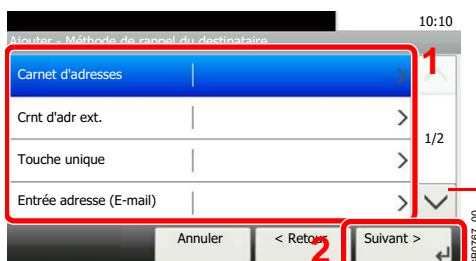 10:10
Ajouter - Méthode de rappel du destinataire
Carnet d'adresses
1
Crnt d'adr ext.
1/2
Touche unique
Entrée adresse (E-mail)
Annuler
< Retour
Suivant >
2